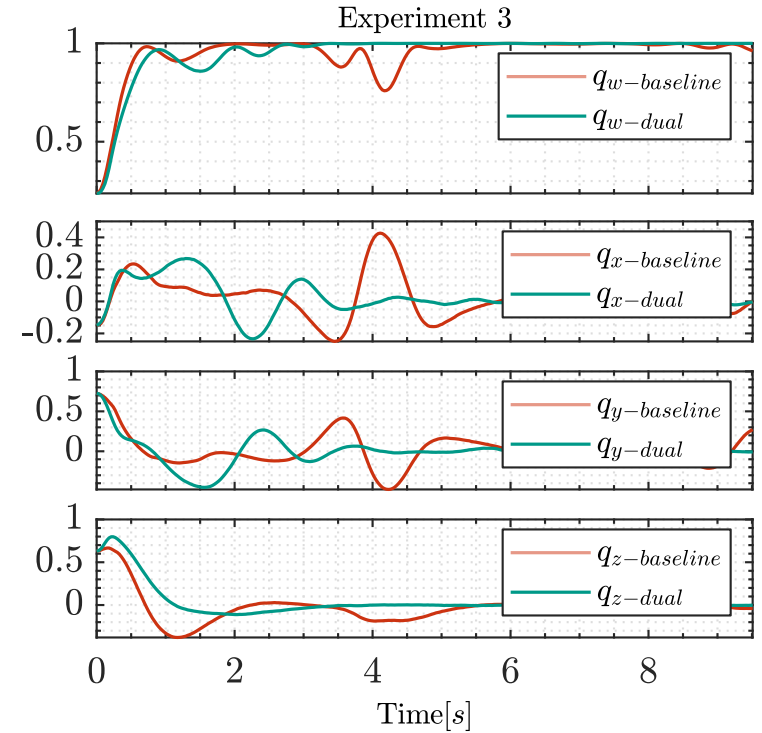 Experiment 3
1
0.5
q_{w-baseline}
q_{w-dual}
0.4
0.2
0
-0.2
q_{x-baseline}
q_{x-dual}
1
0.5
0
q_{y-baseline}
q_{y-dual}
1
0.5
0
q_{z-baseline}
q_{z-dual}
0 2 4 6 8
Time[s]